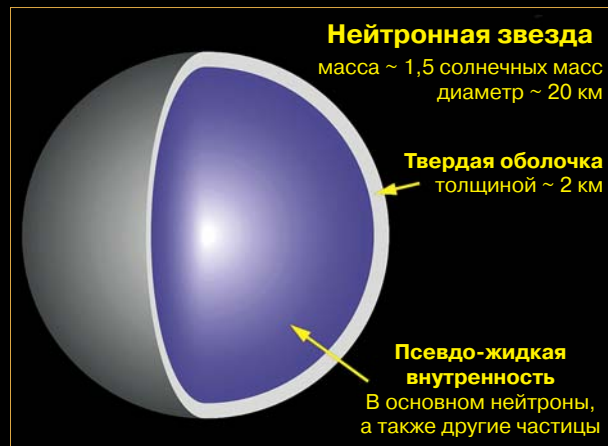 Нейтронная звезда
масса ~ 1,5 солнечных масс
диаметр ~ 20 км
Твердая оболочка
толщиной ~ 2 км
Псевдо-жидкая
внутренность
В основном нейтроны,
а также другие частицы